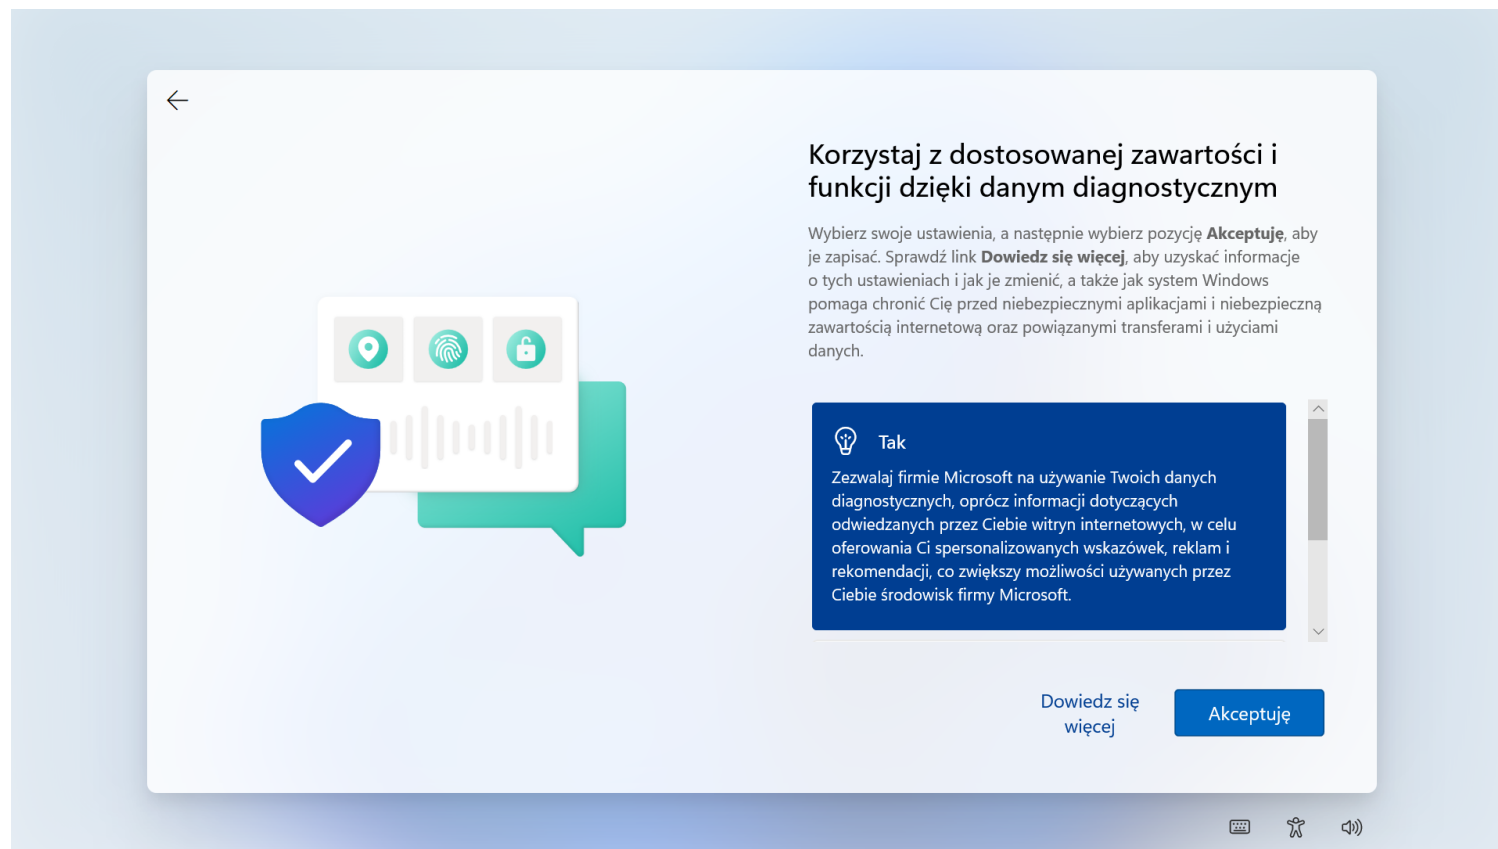 Korzystaj z dostosowanej zawartości i
funkcji dzięki danym diagnostycznym
Wybierz swoje ustawienia, a następnie wybierz pozycję Akceptuję, aby
je zapisać. Sprawdź link Dowiedz się więcej, aby uzyskać informacje
o tych ustawieniach i jak je zmienić, a także jak system Windows
pomaga chronić Cię przed niebezpiecznymi aplikacjami i niebezpieczną
zawartością internetową oraz powiązanymi transferami i użyciami
danych.
Tak
Zezwalaj firmie Microsoft na używanie Twoich danych
diagnostycznych, oprócz informacji dotyczących
odwiedzanych przez Ciebie witryn internetowych, w celu
oferowania Ci spersonalizowanych wskazówek, reklam i
rekomendacji, co zwiększy możliwości używanych przez
Ciebie środowisk firmy Microsoft.
Dowiedz się
więcej
Akceptuję